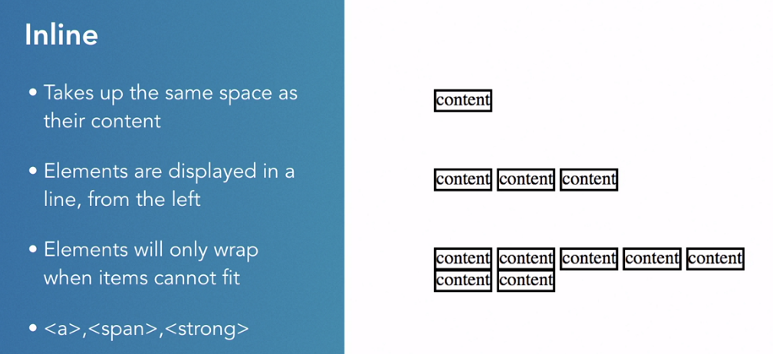 Inline
• Takes up the same space as
their content
• Elements are displayed in a
line, from the left
• Elements will only wrap
when items cannot fit
• <a>,<span>,<strong>
content
content content content
content content content content content
content content